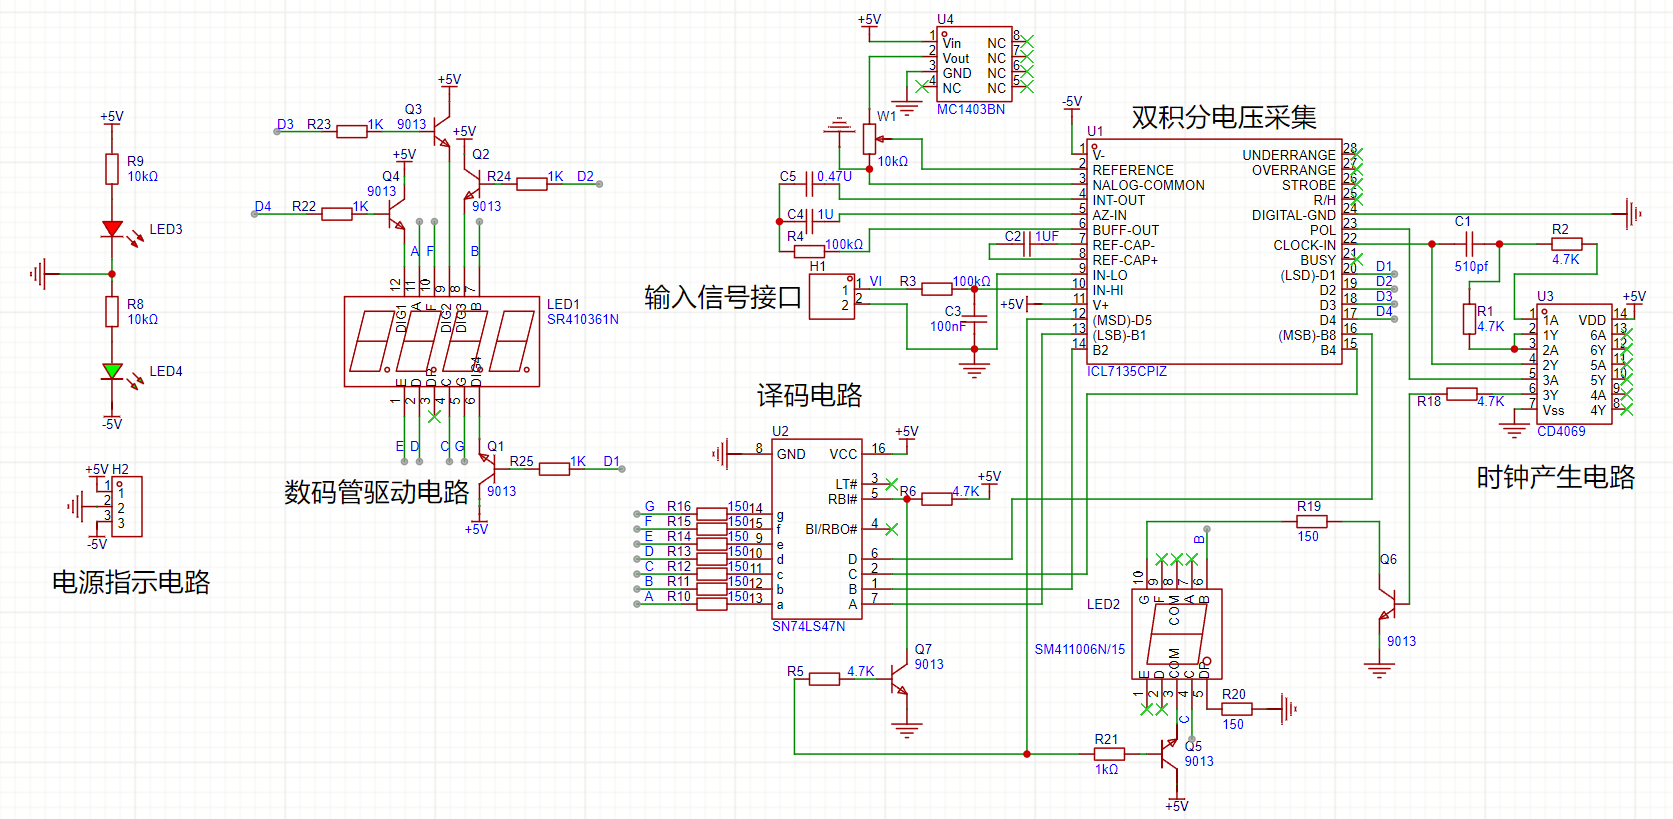 +5V
U4
1 Vin NC 8
2 Vout NC 7
3 GND NC 6
4 NC NC 5
MC1403BN
+5V
R9
10kΩ
LED3
R8
10kΩ
LED4
-5V
+5V H2
1 1
2 2
3 3
-5V
电源指示电路
+5V
Q3
9013
D3 R23 1K
+5V
Q2
9013
R24 1K D2
+5V
Q4
9013
D4 R22 1K
A F B
12 11 10 9 8 7
DIG1 A F DIG2 DIG3 B
LED1
SR410361N
E D DP C G DIG4
1 2 3 4 5 6
E D C G
Q1
9013
R25 1K D1
+5V
数码管驱动电路
W1
10kΩ
C5 0.47U
C4 1U
R4 100kΩ
C2 1UF
H1
1 1 VI
2 2
R3 100kΩ
C3
100nF
+5V
输入信号接口
双积分电压采集
-5V
U1
1 V- UNDERRANGE 28
2 REFERENCE OVERRANGE 27
3 NALOG-COMMON STROBE 26
4 INT-OUT R/H 25
5 AZ-IN DIGITAL-GND 24
6 BUFF-OUT POL 23
7 REF-CAP- CLOCK-IN 22
8 REF-CAP+ BUSY 21
9 IN-LO (LSD)-D1 20 D1
10 IN-HI D2 19 D2
11 V+ D3 18 D3
12 (MSD)-D5 D4 17 D4
13 (LSB)-B1 (MSB)-B8 16
14 B2 B4 15
ICL7135CPIZ
C1
510pf
R2
4.7K
R1
4.7K
R18 4.7K
U3 +5V
1 1A VDD 14
2 1Y 6A 13
3 2A 6Y 12
4 2Y 5A 11
5 3A 5Y 10
6 3Y 4A 9
7 Vss 4Y 8
CD4069
时钟产生电路
译码电路
U2
+5V
8 GND VCC 16
LT# 3
RBI# 5
BI/RBO# 4
G R16 150 14 g
F R15 150 15 f
E R14 150 9 e
D R13 150 10 d D 6
C R12 150 11 c C 2
B R11 150 12 b B 1
A R10 150 13 a A 7
SN74LS47N
R6 4.7K +5V
R5 4.7K
Q7
9013
R19
150
Q6
9013
B
10 9 8 7 6
G F COM A B
LED2
SM411006N/15
E D COM C DP
1 2 3 4 5
R20
150
C
R21
1kΩ
Q5
9013
+5V